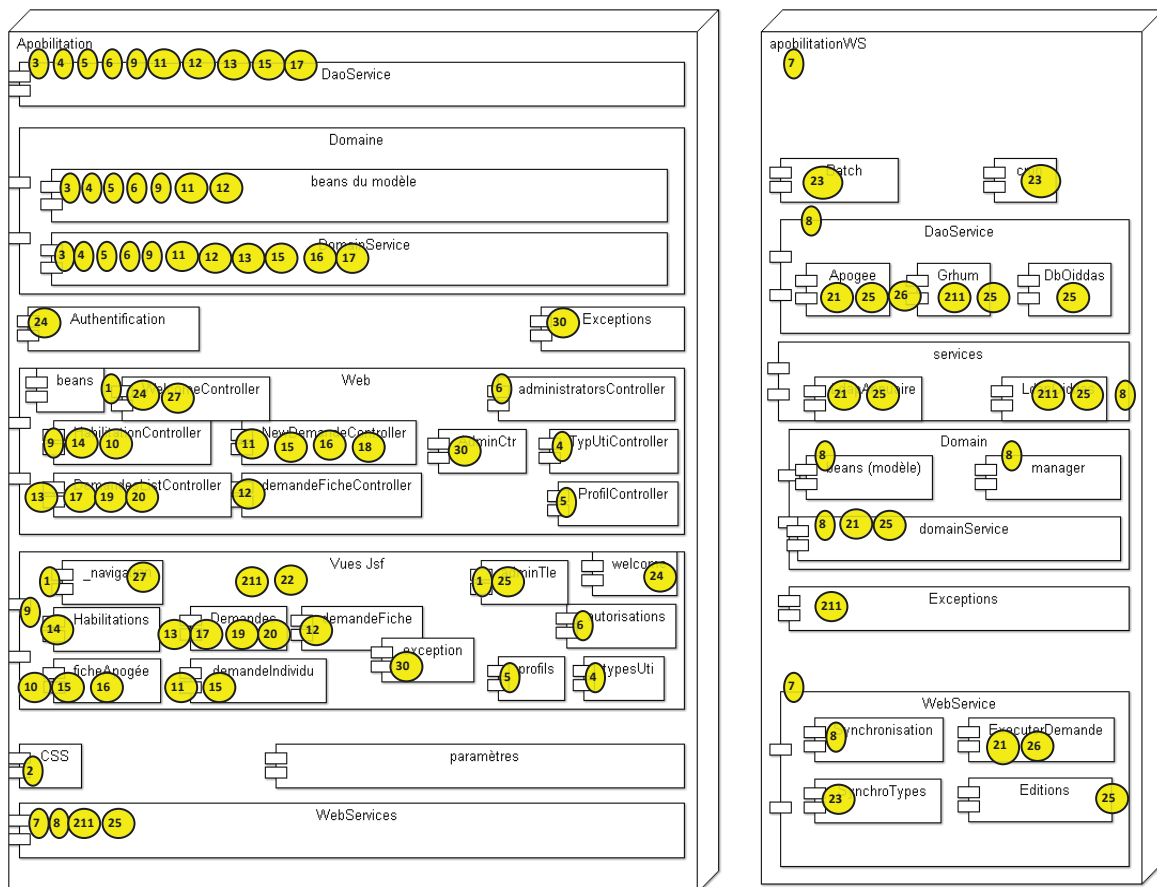 Apobilitation
3 4 5 6 9 11 12 13 15 17
DaoService
Domaine
beans du modèle
3 4 5 6 9 11 12
DomainService
3 4 5 6 9 11 12 13 15 16 17
Authentification
24
Exceptions
30
Web
beans
1 24 27
administratorsController
6
9 14 10
NewDemandeController
11 15 16 18
30
TypUtiController
4
13 17 19 20
demandeFicheController
12
ProfilController
5
Vues Jsf
_navigation
1 27
211 22
1 25
welcome
24
9
Habilitations
14
Demandes
13 17 19 20
demandeFiche
12
autorisations
6
exception
30
ficheApogée
10 15 16
demandeIndividu
11 15
profils
5
typesUti
4
CSS
2
paramètres
WebServices
7 8 211 25
apobilitationWS
7
Batch
23
23
8
DaoService
Apogee
21 25 26
Grhum
211 25
DbOiddas
25
services
21 25
211 25 8
Domain
8
beans (modèle)
8
manager
8 21 25
domainService
Exceptions
211
7
WebService
Synchronisation
8
ExecuterDemande
21 26
SynchroTypes
23
Editions
25